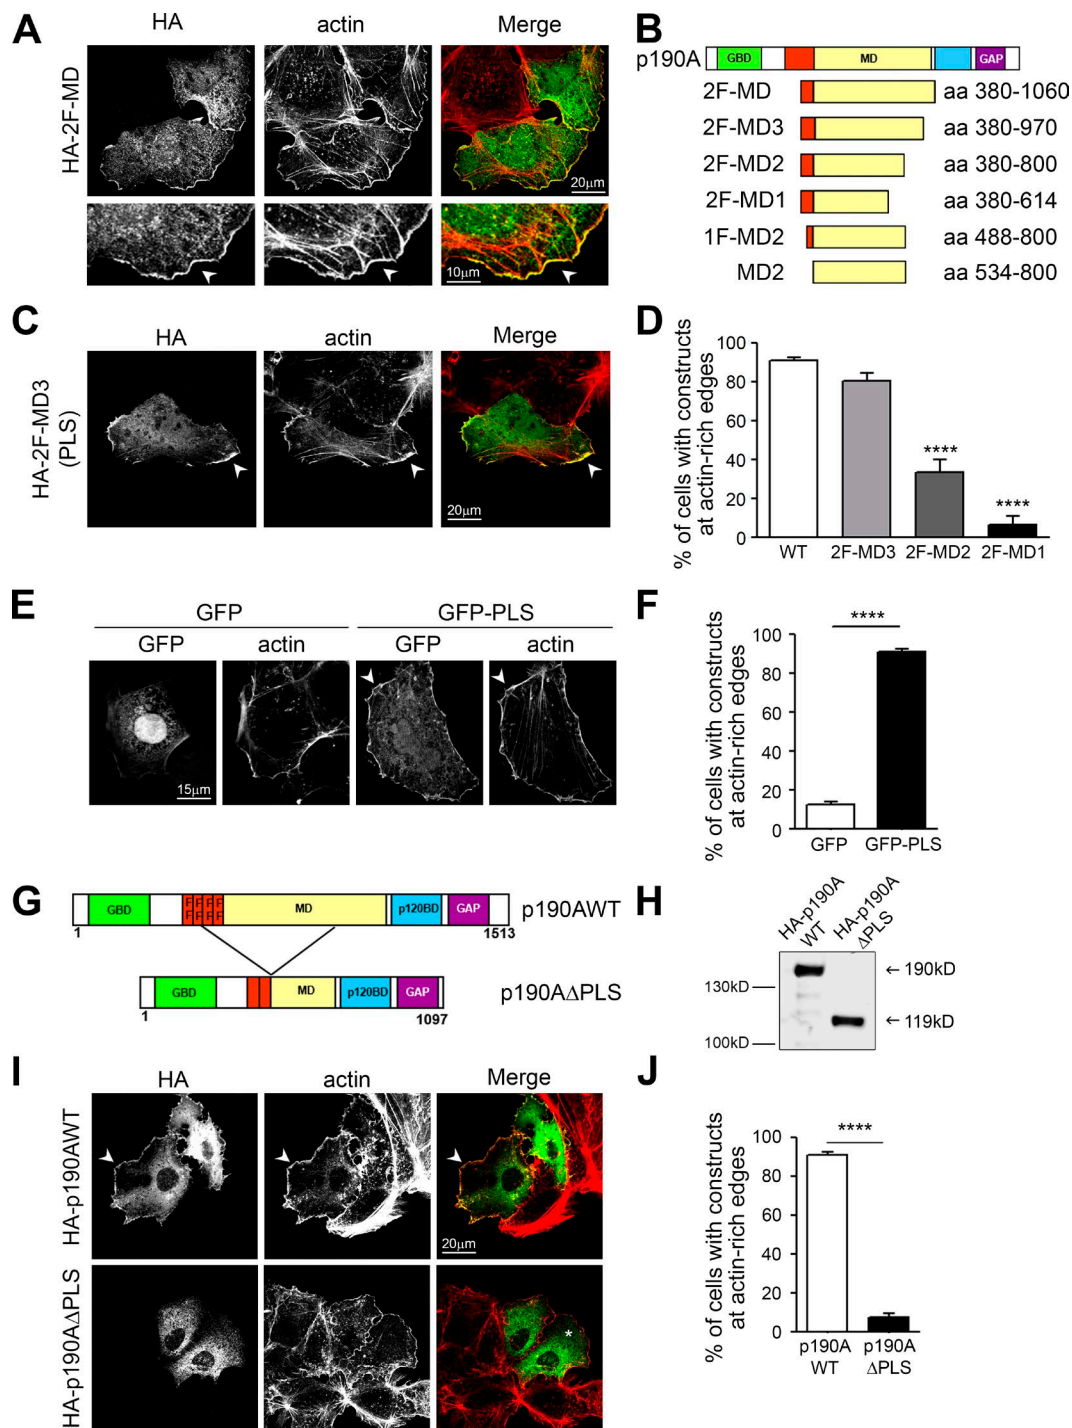 A
HA
actin
Merge
HA-2F-MD
20µm
10µm
B
p190A
GBD
MD
GAP
2F-MD
aa 380-1060
2F-MD3
aa 380-970
2F-MD2
aa 380-800
2F-MD1
aa 380-614
1F-MD2
aa 488-800
MD2
aa 534-800
C
HA
actin
Merge
HA-2F-MD3
(PLS)
20µm
D
% of cells with constructs
at actin-rich edges
100
80
60
40
20
0
****
****
WT
2F-MD3
2F-MD2
2F-MD1
E
GFP
GFP-PLS
GFP
actin
GFP
actin
15µm
F
% of cells with constructs
at actin-rich edges
100
80
60
40
20
0
****
GFP
GFP-PLS
G
GBD
F F F F
F F F F
MD
p120BD
GAP
p190AWT
1
1513
GBD
MD
p120BD
GAP
p190AΔPLS
1
1097
H
HA-p190A
WT
HA-p190A
ΔPLS
130kD
100kD
← 190kD
← 119kD
I
HA
actin
Merge
HA-p190AWT
20µm
HA-p190AΔPLS
*
J
% of cells with constructs
at actin-rich edges
100
80
60
40
20
0
****
p190A
WT
p190A
ΔPLS